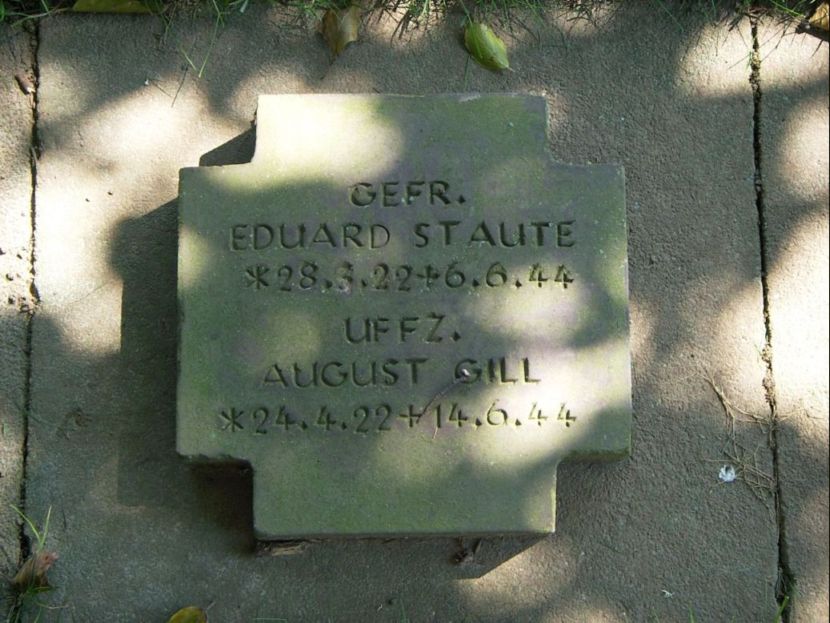 GEFR.
EDUARD STAUTE
*28.3.22+6.6.44
UFFZ.
AUGUST GILL
*24.4.22+14.6.44